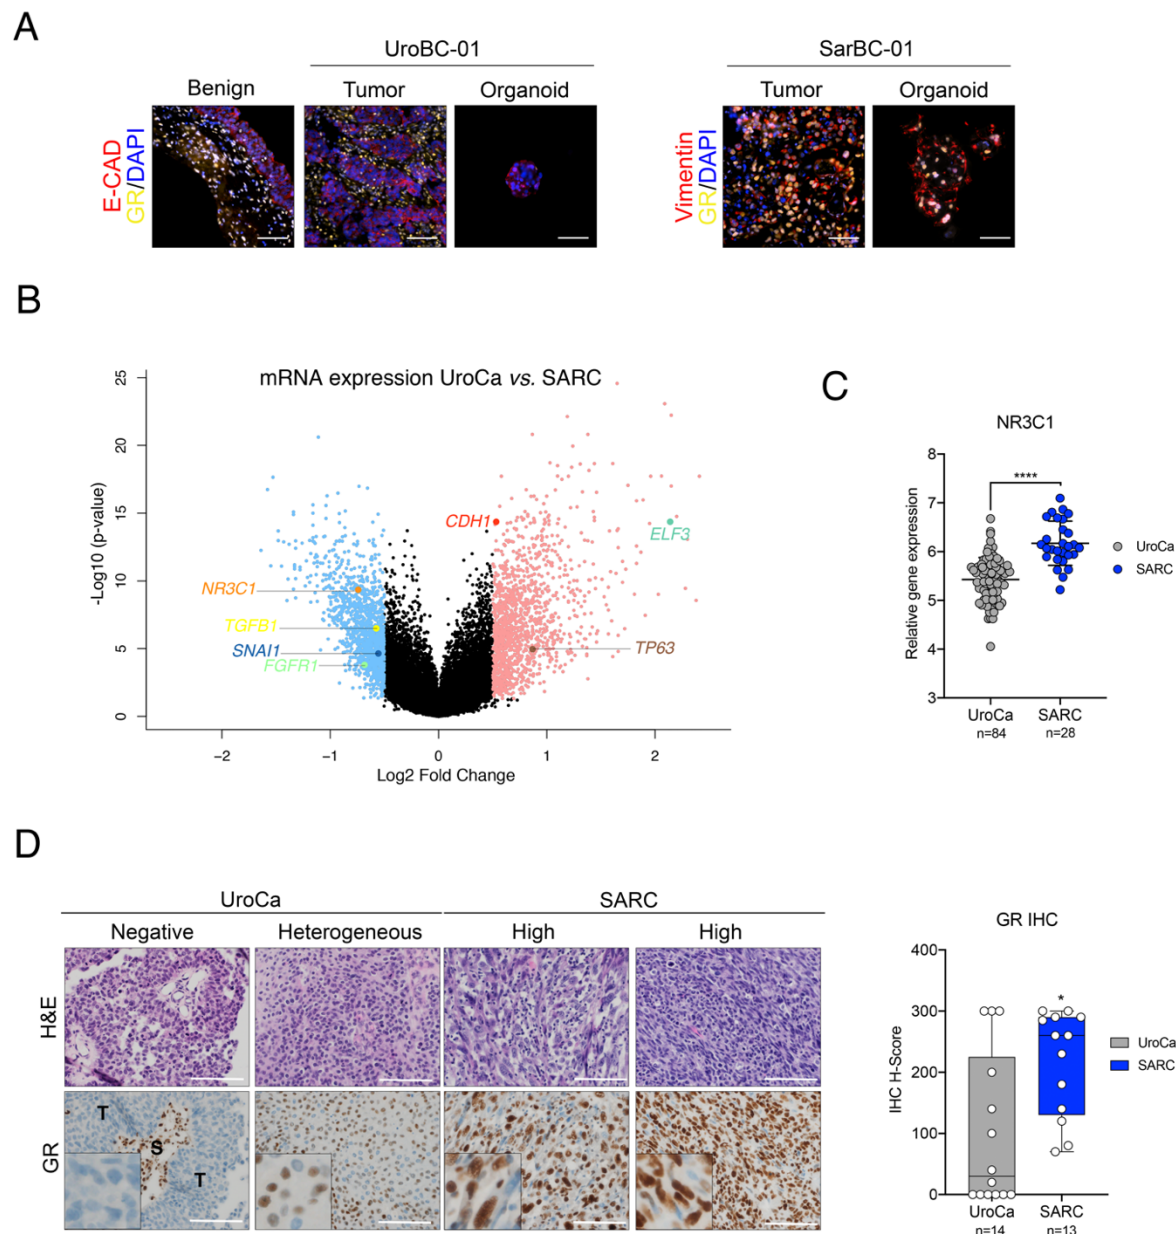 A
UroBC-01
SarBC-01
Benign
Tumor
Organoid
Tumor
Organoid
E-CAD
GR/DAPI
Vimentin
GR/DAPI
B
mRNA expression UroCa vs. SARC
25
20
15
10
5
0
-Log10 (p-value)
CDH1
ELF3
NR3C1
TGFB1
SNAI1
FGFR1
TP63
−2
−1
0
1
2
Log2 Fold Change
C
NR3C1
****
8
7
6
5
4
3
Relative gene expression
UroCa
SARC
UroCa
SARC
n=84
n=28
D
UroCa
SARC
Negative
Heterogeneous
High
High
H&E
GR
T
S
T
GR IHC
*
400
300
200
100
0
IHC H-Score
UroCa
SARC
UroCa
SARC
n=14
n=13